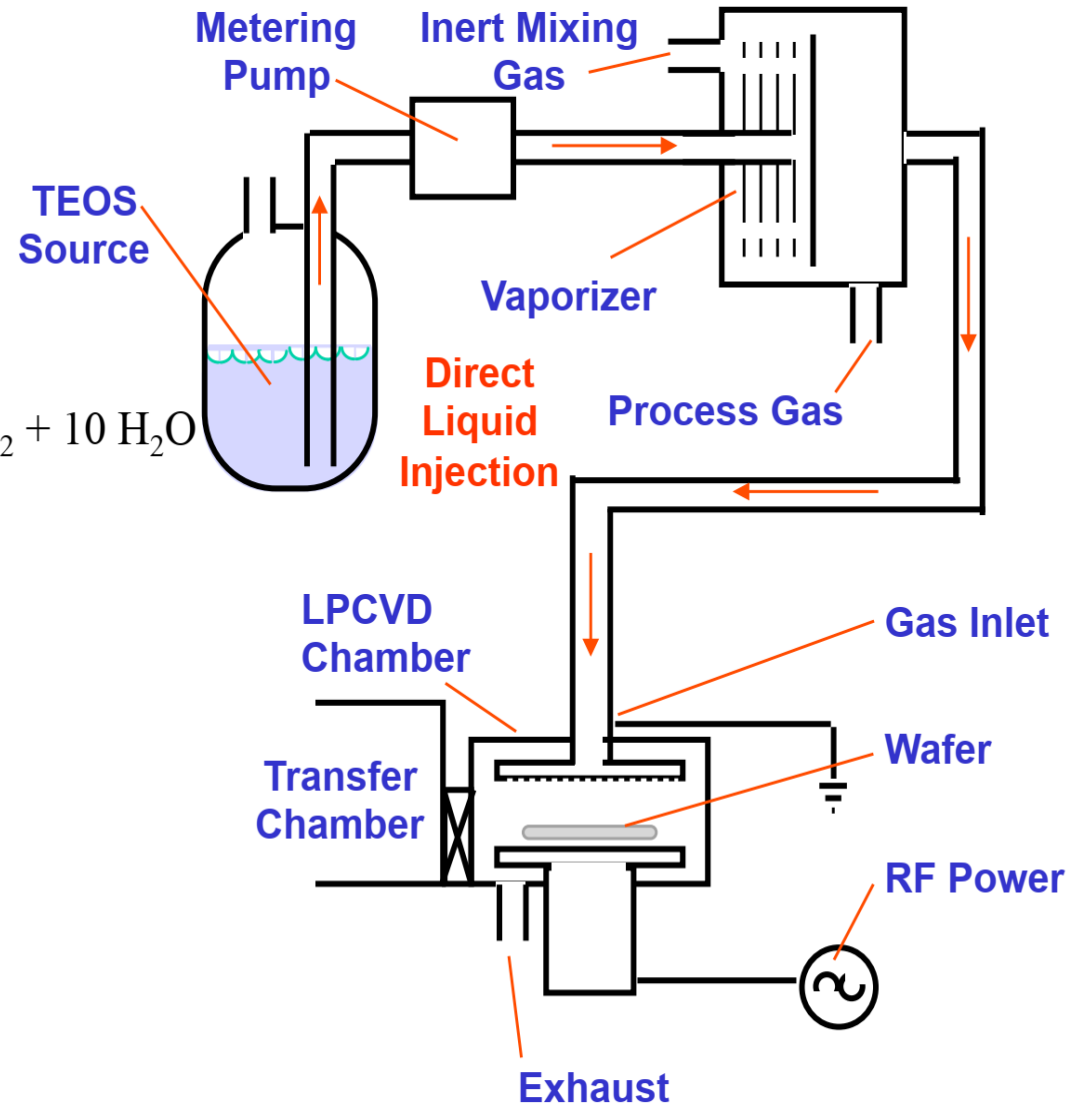 Metering
Pump
Inert Mixing
Gas
TEOS
Source
Vaporizer
Direct
Liquid
Injection
Process Gas
₂ + 10 H₂O
LPCVD
Chamber
Gas Inlet
Wafer
Transfer
Chamber
RF Power
Exhaust